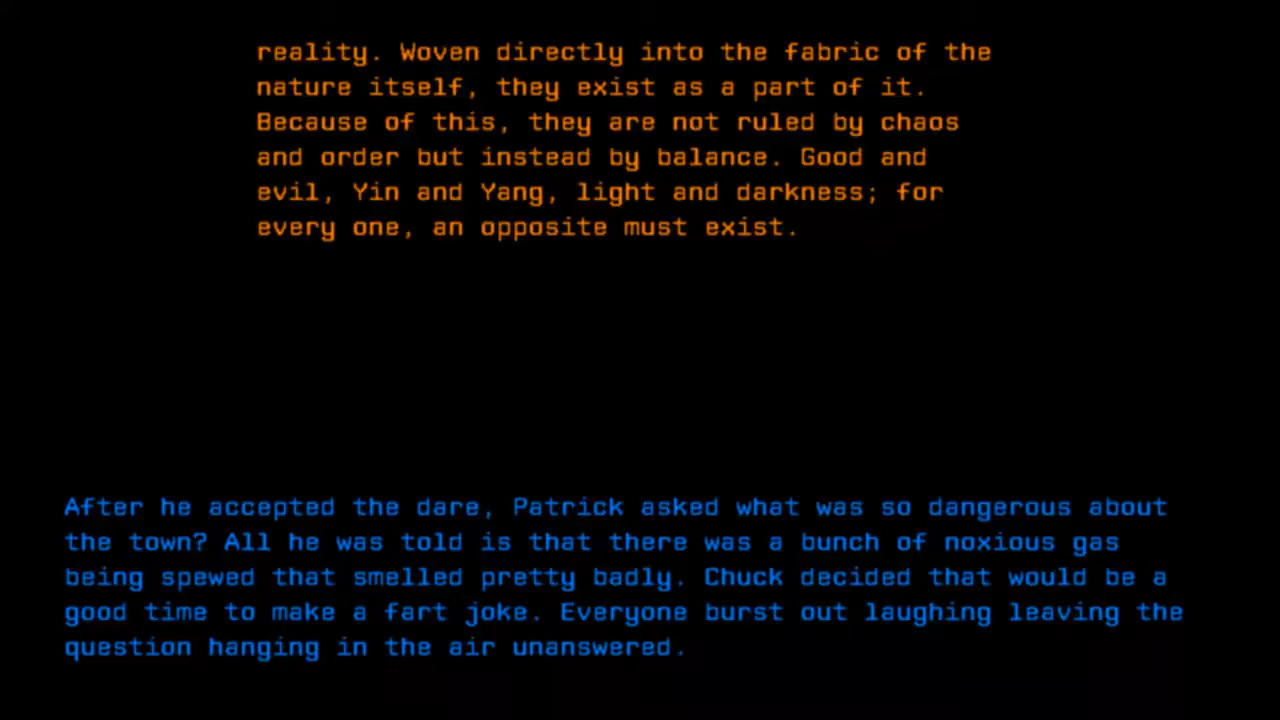 reality. Woven directly into the fabric of the
nature itself, they exist as a part of it.
Because of this, they are not ruled by chaos
and order but instead by balance. Good and
evil, Yin and Yang, light and darkness; for
every one, an opposite must exist.
After he accepted the dare, Patrick asked what was so dangerous about
the town? All he was told is that there was a bunch of noxious gas
being spewed that smelled pretty badly. Chuck decided that would be a
good time to make a fart joke. Everyone burst out laughing leaving the
question hanging in the air unanswered.